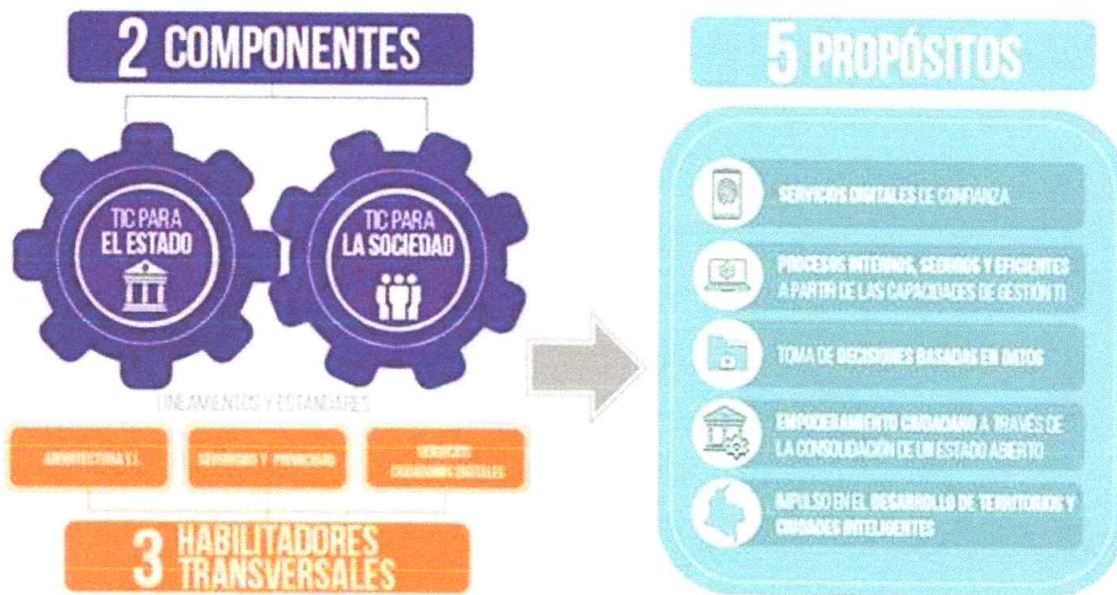 2 COMPONENTES
TIC PARA
EL ESTADO
TIC PARA
LA SOCIEDAD
LINEAMIENTOS Y ESTÁNDARES
ARQUITECTURA T.I.
SEGURIDAD Y PRIVACIDAD
SERVICIOS
CIUDADANOS DIGITALES
3 HABILITADORES
TRANSVERSALES
5 PROPÓSITOS
SERVICIOS DIGITALES DE CONFIANZA
PROCESOS INTERNOS, SEGUROS Y EFICIENTES
A PARTIR DE LAS CAPACIDADES DE GESTIÓN TI
TOMA DE DECISIONES BASADAS EN DATOS
EMPODERAMIENTO CIUDADANO A TRAVÉS DE
LA CONSOLIDACIÓN DE UN ESTADO ABIERTO
IMPULSO EN EL DESARROLLO DE TERRITORIOS Y
CIUDADES INTELIGENTES